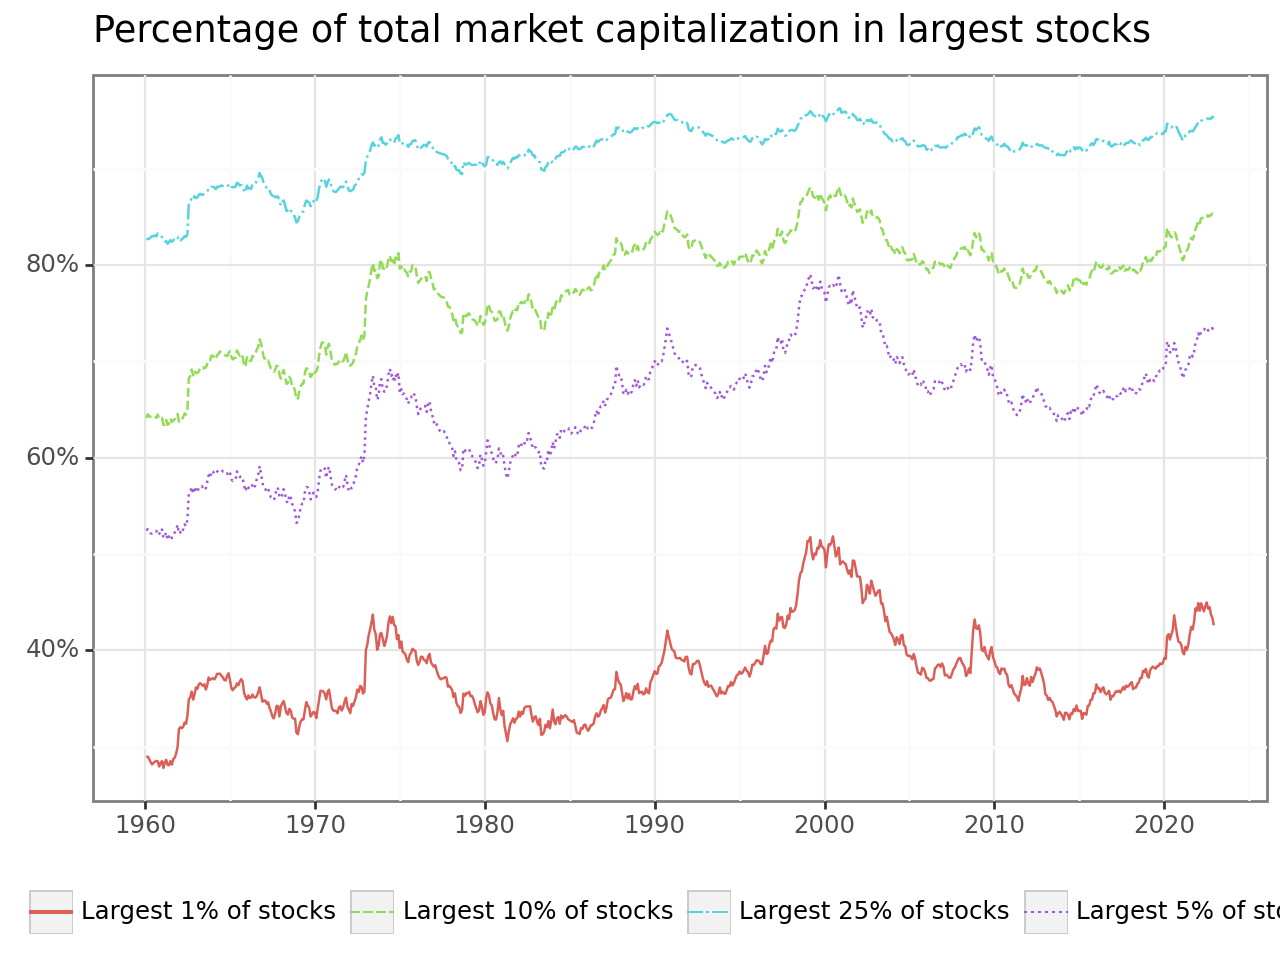 Percentage of total market capitalization in largest stocks
80%
60%
40%
1960 1970 1980 1990 2000 2010 2020
Largest 1% of stocks Largest 10% of stocks Largest 25% of stocks Largest 5% of sto